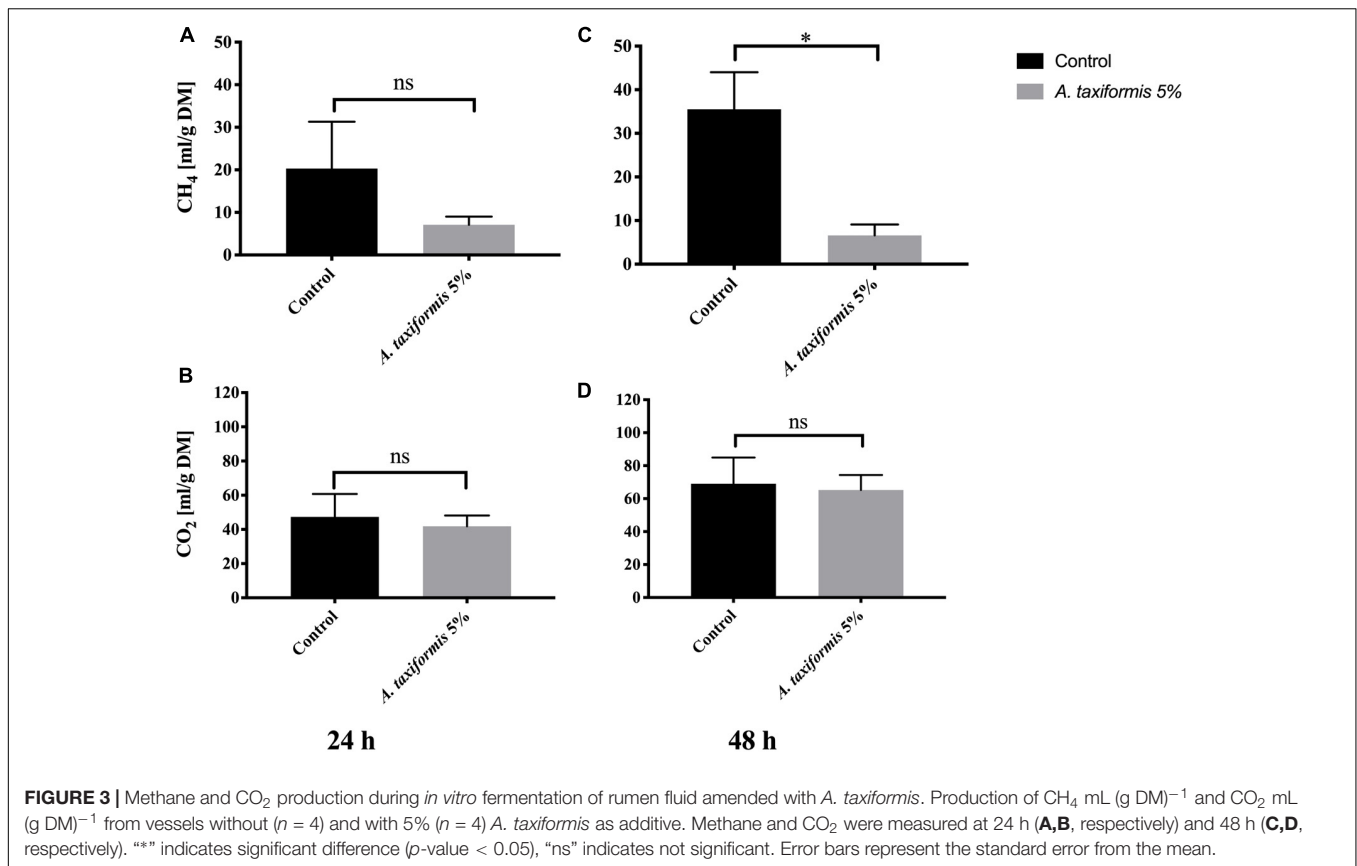 A
50
40
30
20
10
0
CH4 [ml/g DM]
ns
Control
A. taxiformis 5%
C
50
40
30
20
10
0
*
Control
A. taxiformis 5%
Control
A. taxiformis 5%
B
120
100
80
60
40
20
0
CO2 [ml/g DM]
ns
Control
A. taxiformis 5%
D
120
100
80
60
40
20
0
ns
Control
A. taxiformis 5%
24 h
48 h
FIGURE 3 | Methane and CO2 production during in vitro fermentation of rumen fluid amended with A. taxiformis. Production of CH4 mL (g DM)−1 and CO2 mL
(g DM)−1 from vessels without (n = 4) and with 5% (n = 4) A. taxiformis as additive. Methane and CO2 were measured at 24 h (A,B, respectively) and 48 h (C,D,
respectively). “*” indicates significant difference (p-value < 0.05), “ns” indicates not significant. Error bars represent the standard error from the mean.